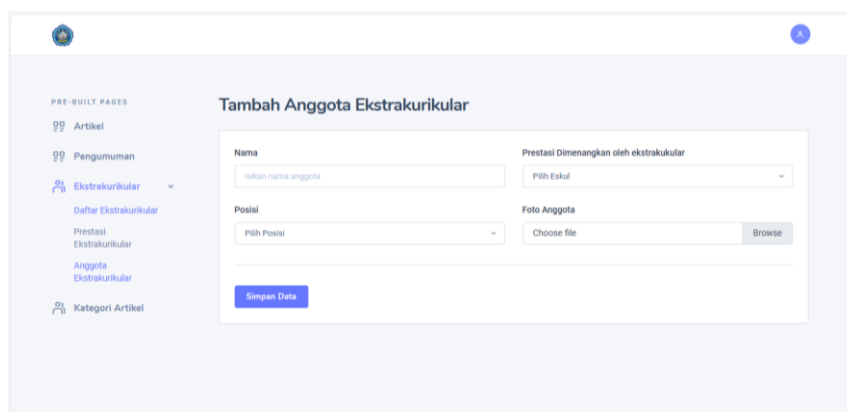 A
PRE-BUILT PAGES
Artikel
Pengumuman
Ekstrakurikular
Daftar Ekstrakurikular
Prestasi
Ekstrakurikular
Anggota
Ekstrakurikular
Kategori Artikel
Tambah Anggota Ekstrakurikular
Nama
Isikan nama anggota
Prestasi Dimenangkan oleh ekstrakukular
Pilih Eskul
Posisi
Pilih Posisi
Foto Anggota
Choose file
Browse
Simpan Data